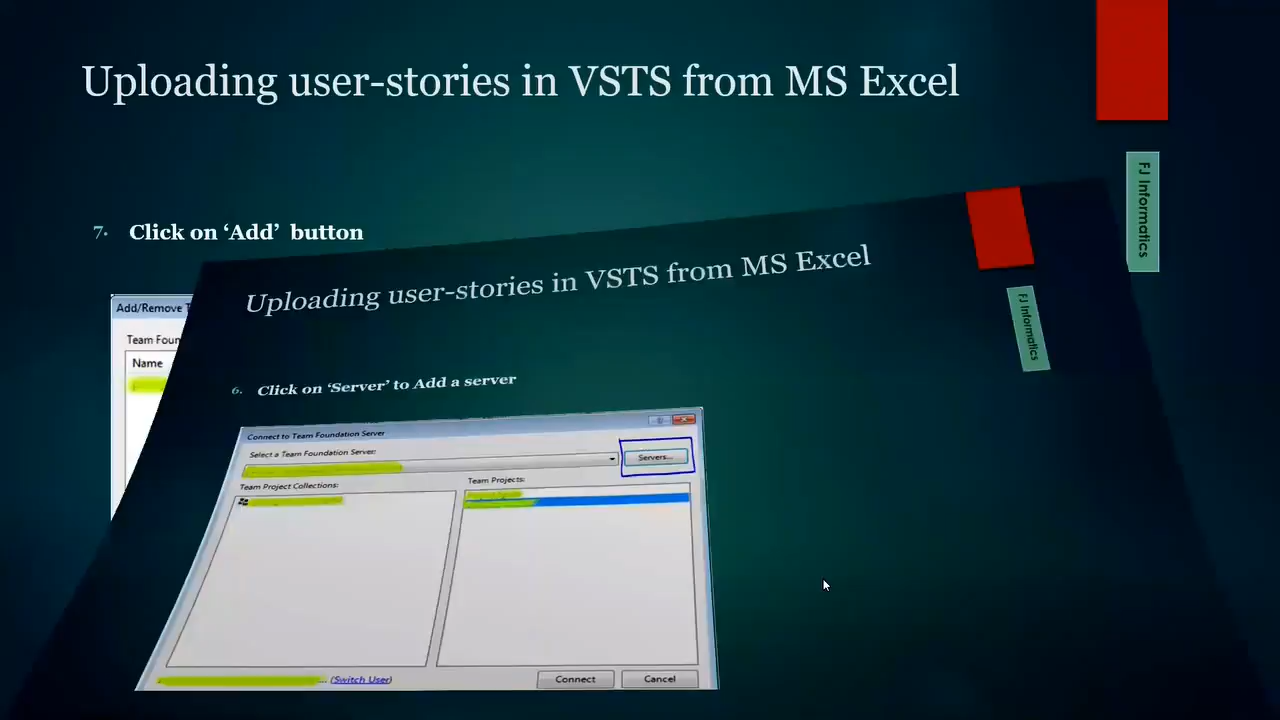 Uploading user-stories in VSTS from MS Excel
FJ Informatics
7. Click on ‘Add’ button
Add/Remove T
Team Foun
Name
Uploading user-stories in VSTS from MS Excel
FJ Informatics
6. Click on ‘Server’ to Add a server
Connect to Team Foundation Server
Select a Team Foundation Server:
Servers...
Team Project Collections:
Team Projects:
... (Switch User)
Connect
Cancel